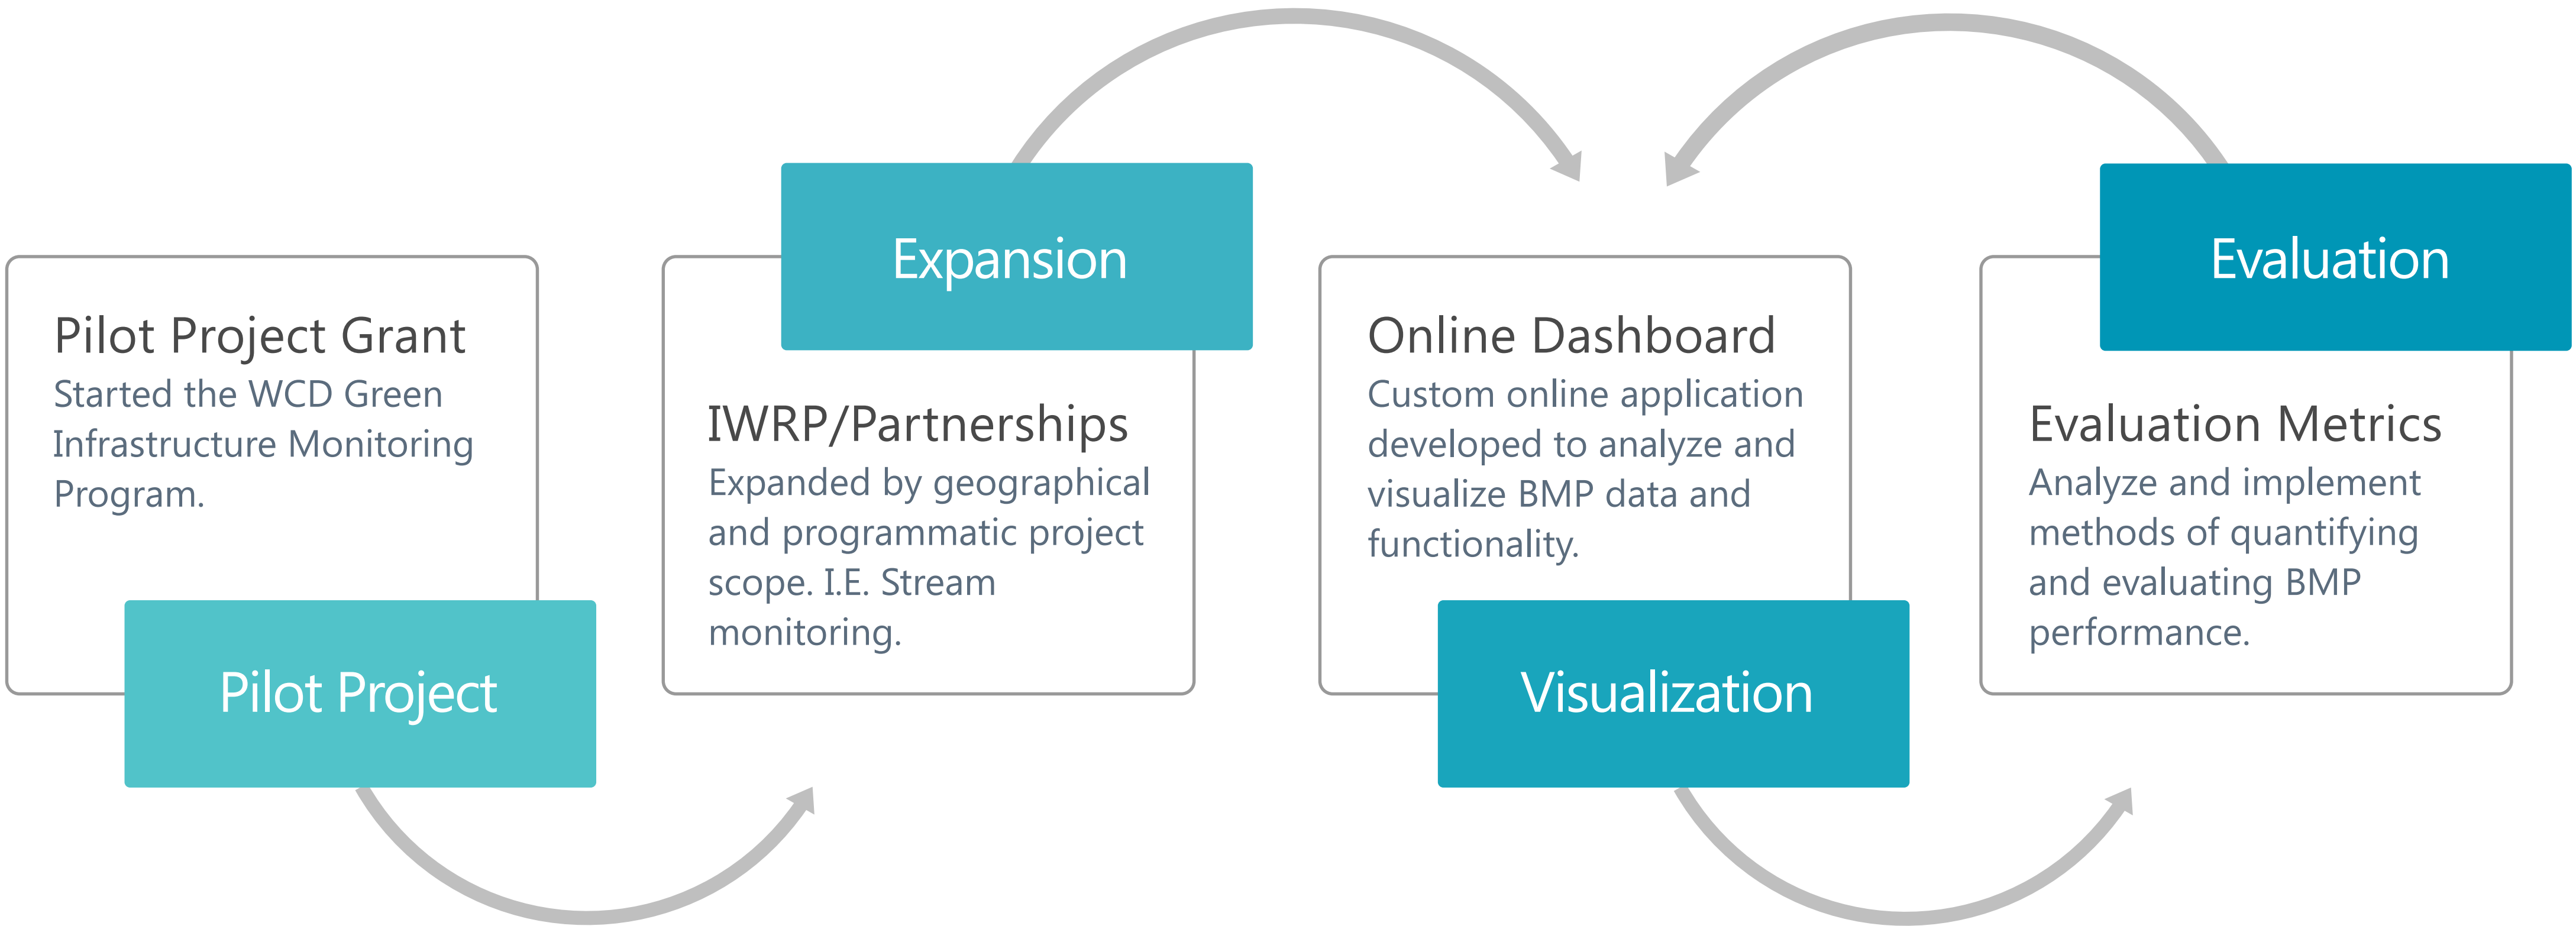 Pilot Project Grant
Started the WCD Green
Infrastructure Monitoring
Program.
Pilot Project
Expansion
IWRP/Partnerships
Expanded by geographical
and programmatic project
scope. I.E. Stream
monitoring.
Online Dashboard
Custom online application
developed to analyze and
visualize BMP data and
functionality.
Visualization
Evaluation
Evaluation Metrics
Analyze and implement
methods of quantifying
and evaluating BMP
performance.